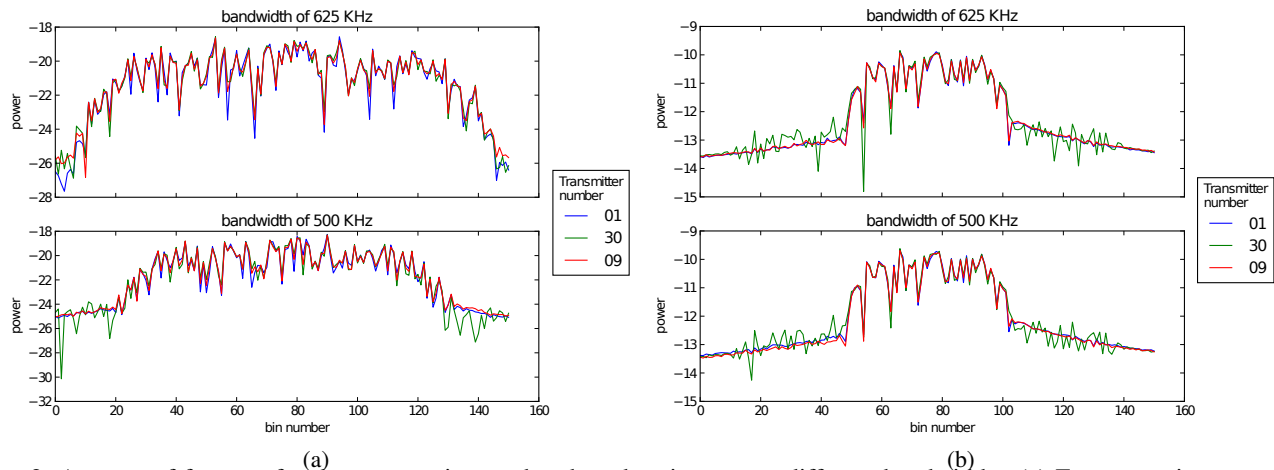 bandwidth of 625 KHz
−18
−20
−22
−24
−26
−28
power
bandwidth of 500 KHz
−18
−20
−22
−24
−26
−28
−30
−32
power
0 20 40 60 80 100 120 140 160
bin number
Transmitter
number
01
30
09
(a)
bandwidth of 625 KHz
−9
−10
−11
−12
−13
−14
−15
power
bandwidth of 500 KHz
−9
−10
−11
−12
−13
−14
−15
power
0 20 40 60 80 100 120 140 160
bin number
Transmitter
number
01
30
09
(b)